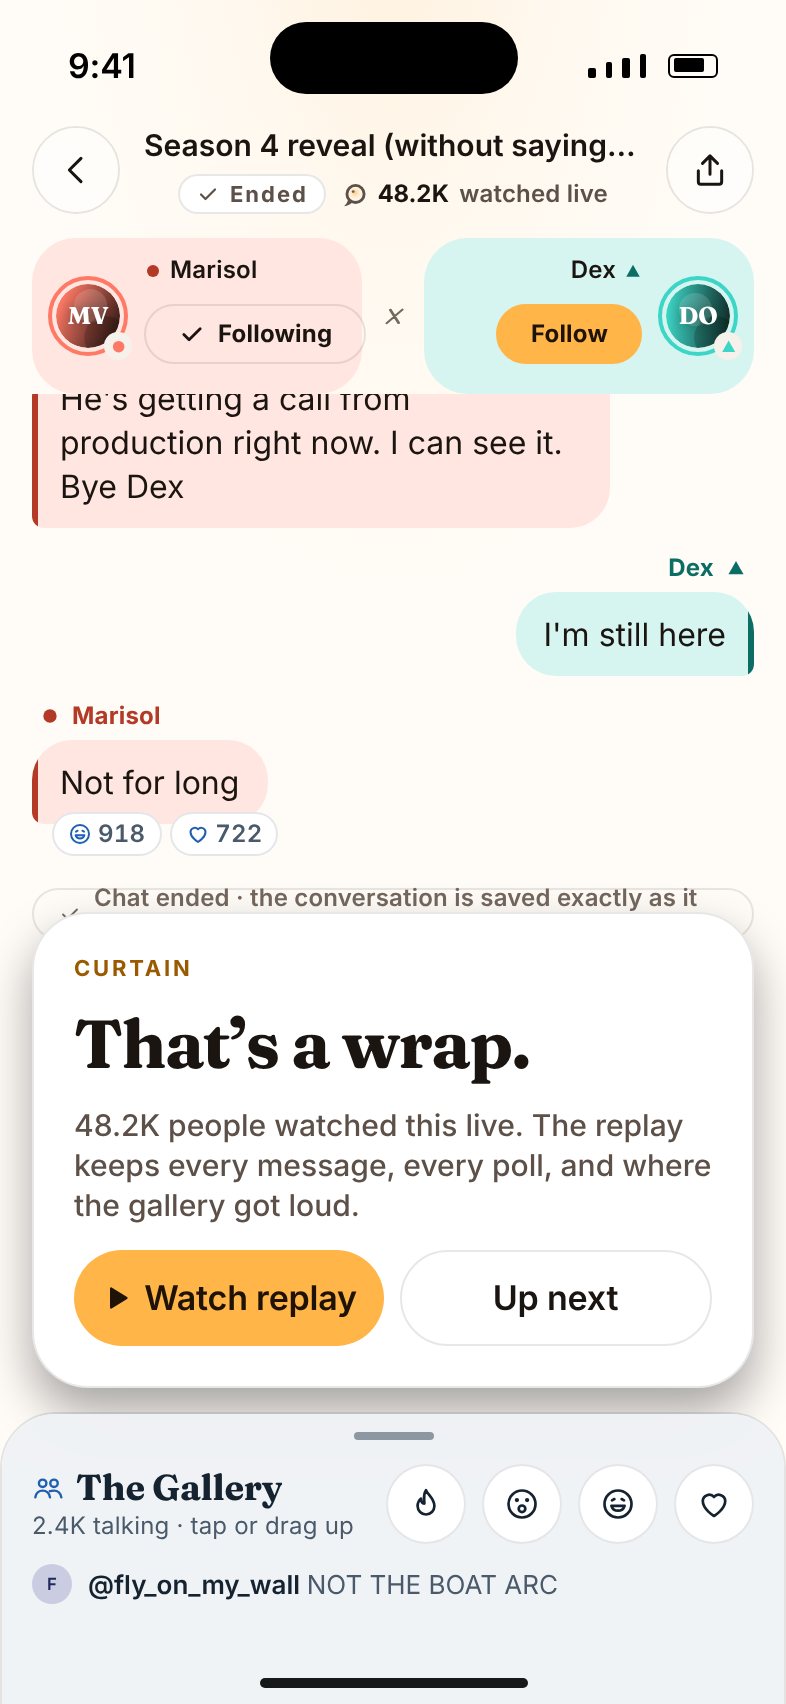 9:41
Season 4 reveal (without saying...
Ended
48.2K watched live
Marisol
MV
Following
×
Dex
Follow
DO
He's getting a call from
production right now. I can see it.
Bye Dex
Dex
I'm still here
Marisol
Not for long
918
722
Chat ended · the conversation is saved exactly as it
CURTAIN
That's a wrap.
48.2K people watched this live. The replay
keeps every message, every poll, and where
the gallery got loud.
Watch replay
Up next
The Gallery
2.4K talking · tap or drag up
F
@fly_on_my_wall NOT THE BOAT ARC